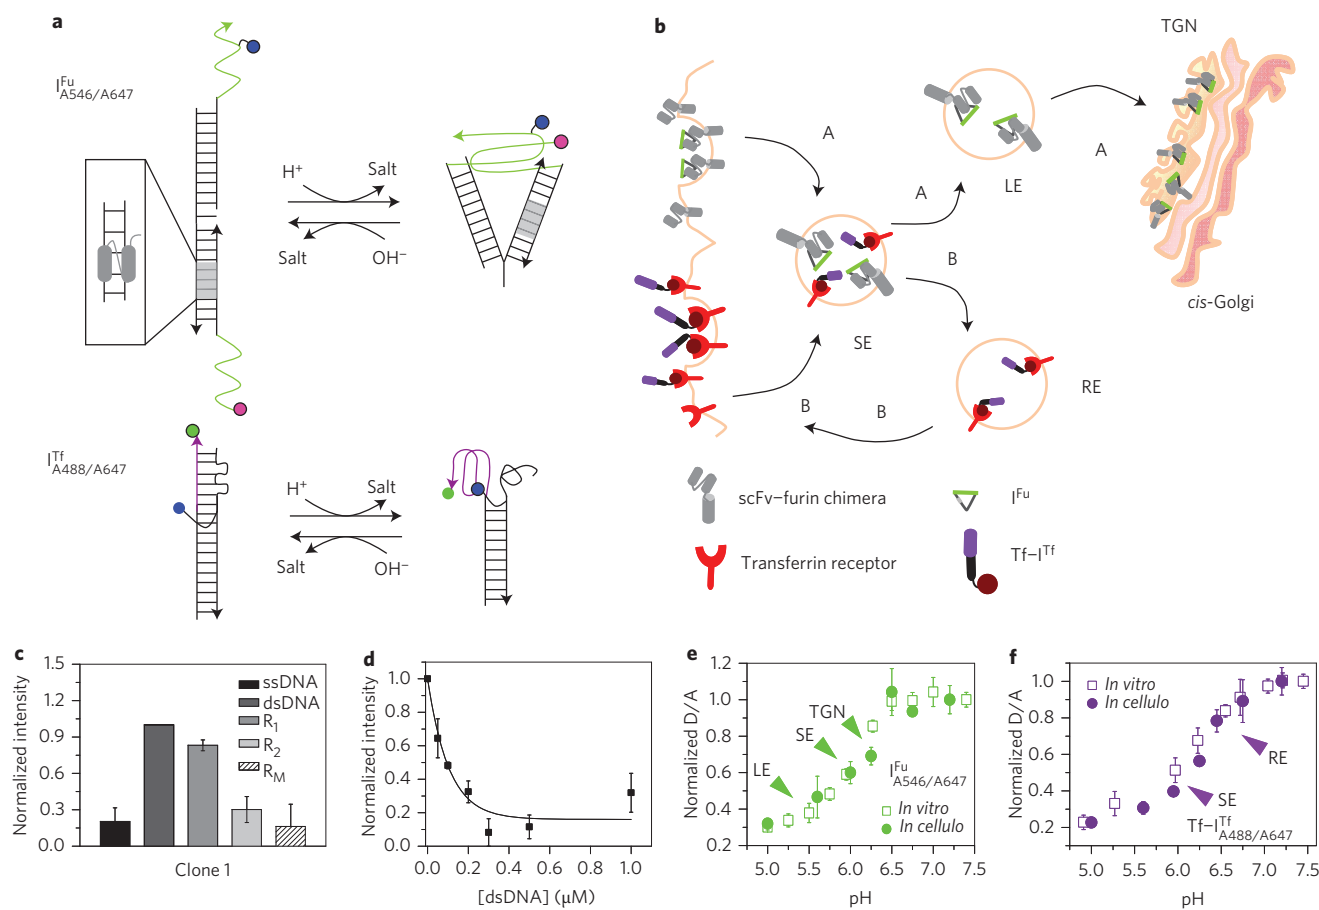 a
I^Fu_A546/A647
H⁺
Salt
Salt
OH⁻
I^Tf_A488/A647
H⁺
Salt
Salt
OH⁻
b
TGN
A
A
A
LE
B
SE
cis-Golgi
RE
B
B
scFv–furin chimera
I^Fu
Transferrin receptor
Tf–I^Tf
c
Normalized intensity
1.5
1.2
0.9
0.6
0.3
0.0
ssDNA
dsDNA
R₁
R₂
R_M
Clone 1
d
Normalized intensity
1.0
0.8
0.6
0.4
0.2
0.0
0.0 0.2 0.4 0.6 0.8 1.0
[dsDNA] (μM)
e
Normalized D/A
1.2
1.0
0.8
0.6
0.4
0.2
TGN
SE
LE
I^Fu_A546/A647
In vitro
In cellulo
5.0 5.5 6.0 6.5 7.0 7.5
pH
f
Normalized D/A
1.0
0.8
0.6
0.4
0.2
In vitro
In cellulo
RE
SE
Tf–I^Tf_A488/A647
5.0 5.5 6.0 6.5 7.0 7.5
pH